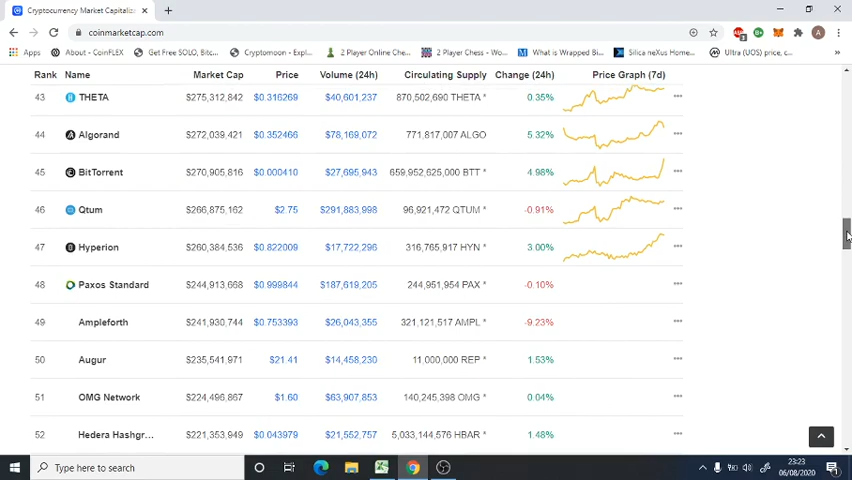 Cryptocurrency Market Capitaliz
coinmarketcap.com
Apps About - CoinFLEX Get Free SOLO, Bitc... Cryptomoon - Expl... 2 Player Online Che... 2 Player Chess - Wo... What is Wrapped Bi... Silica neXus Home... Ultra (UOS) price, c... »
Rank Name Market Cap Price Volume (24h) Circulating Supply Change (24h) Price Graph (7d)
43 THETA $275,312,842 $0.316269 $40,601,237 870,502,690 THETA * 0.35%
44 Algorand $272,039,421 $0.352466 $78,169,072 771,817,007 ALGO 5.32%
45 BitTorrent $270,905,816 $0.000410 $27,695,943 659,952,625,000 BTT * 4.98%
46 Qtum $266,875,162 $2.75 $291,883,998 96,921,472 QTUM * -0.91%
47 Hyperion $260,384,536 $0.822009 $17,722,296 316,765,917 HYN * 3.00%
48 Paxos Standard $244,913,668 $0.999844 $187,619,205 244,951,954 PAX * -0.10%
49 Ampleforth $241,930,744 $0.753393 $26,043,355 321,121,517 AMPL * -9.23%
50 Augur $235,541,971 $21.41 $14,458,230 11,000,000 REP * 1.53%
51 OMG Network $224,496,867 $1.60 $63,907,853 140,245,398 OMG * 0.04%
52 Hedera Hashgr... $221,353,949 $0.043979 $21,552,757 5,033,144,576 HBAR * 1.48%
Type here to search
23:23
06/08/2020